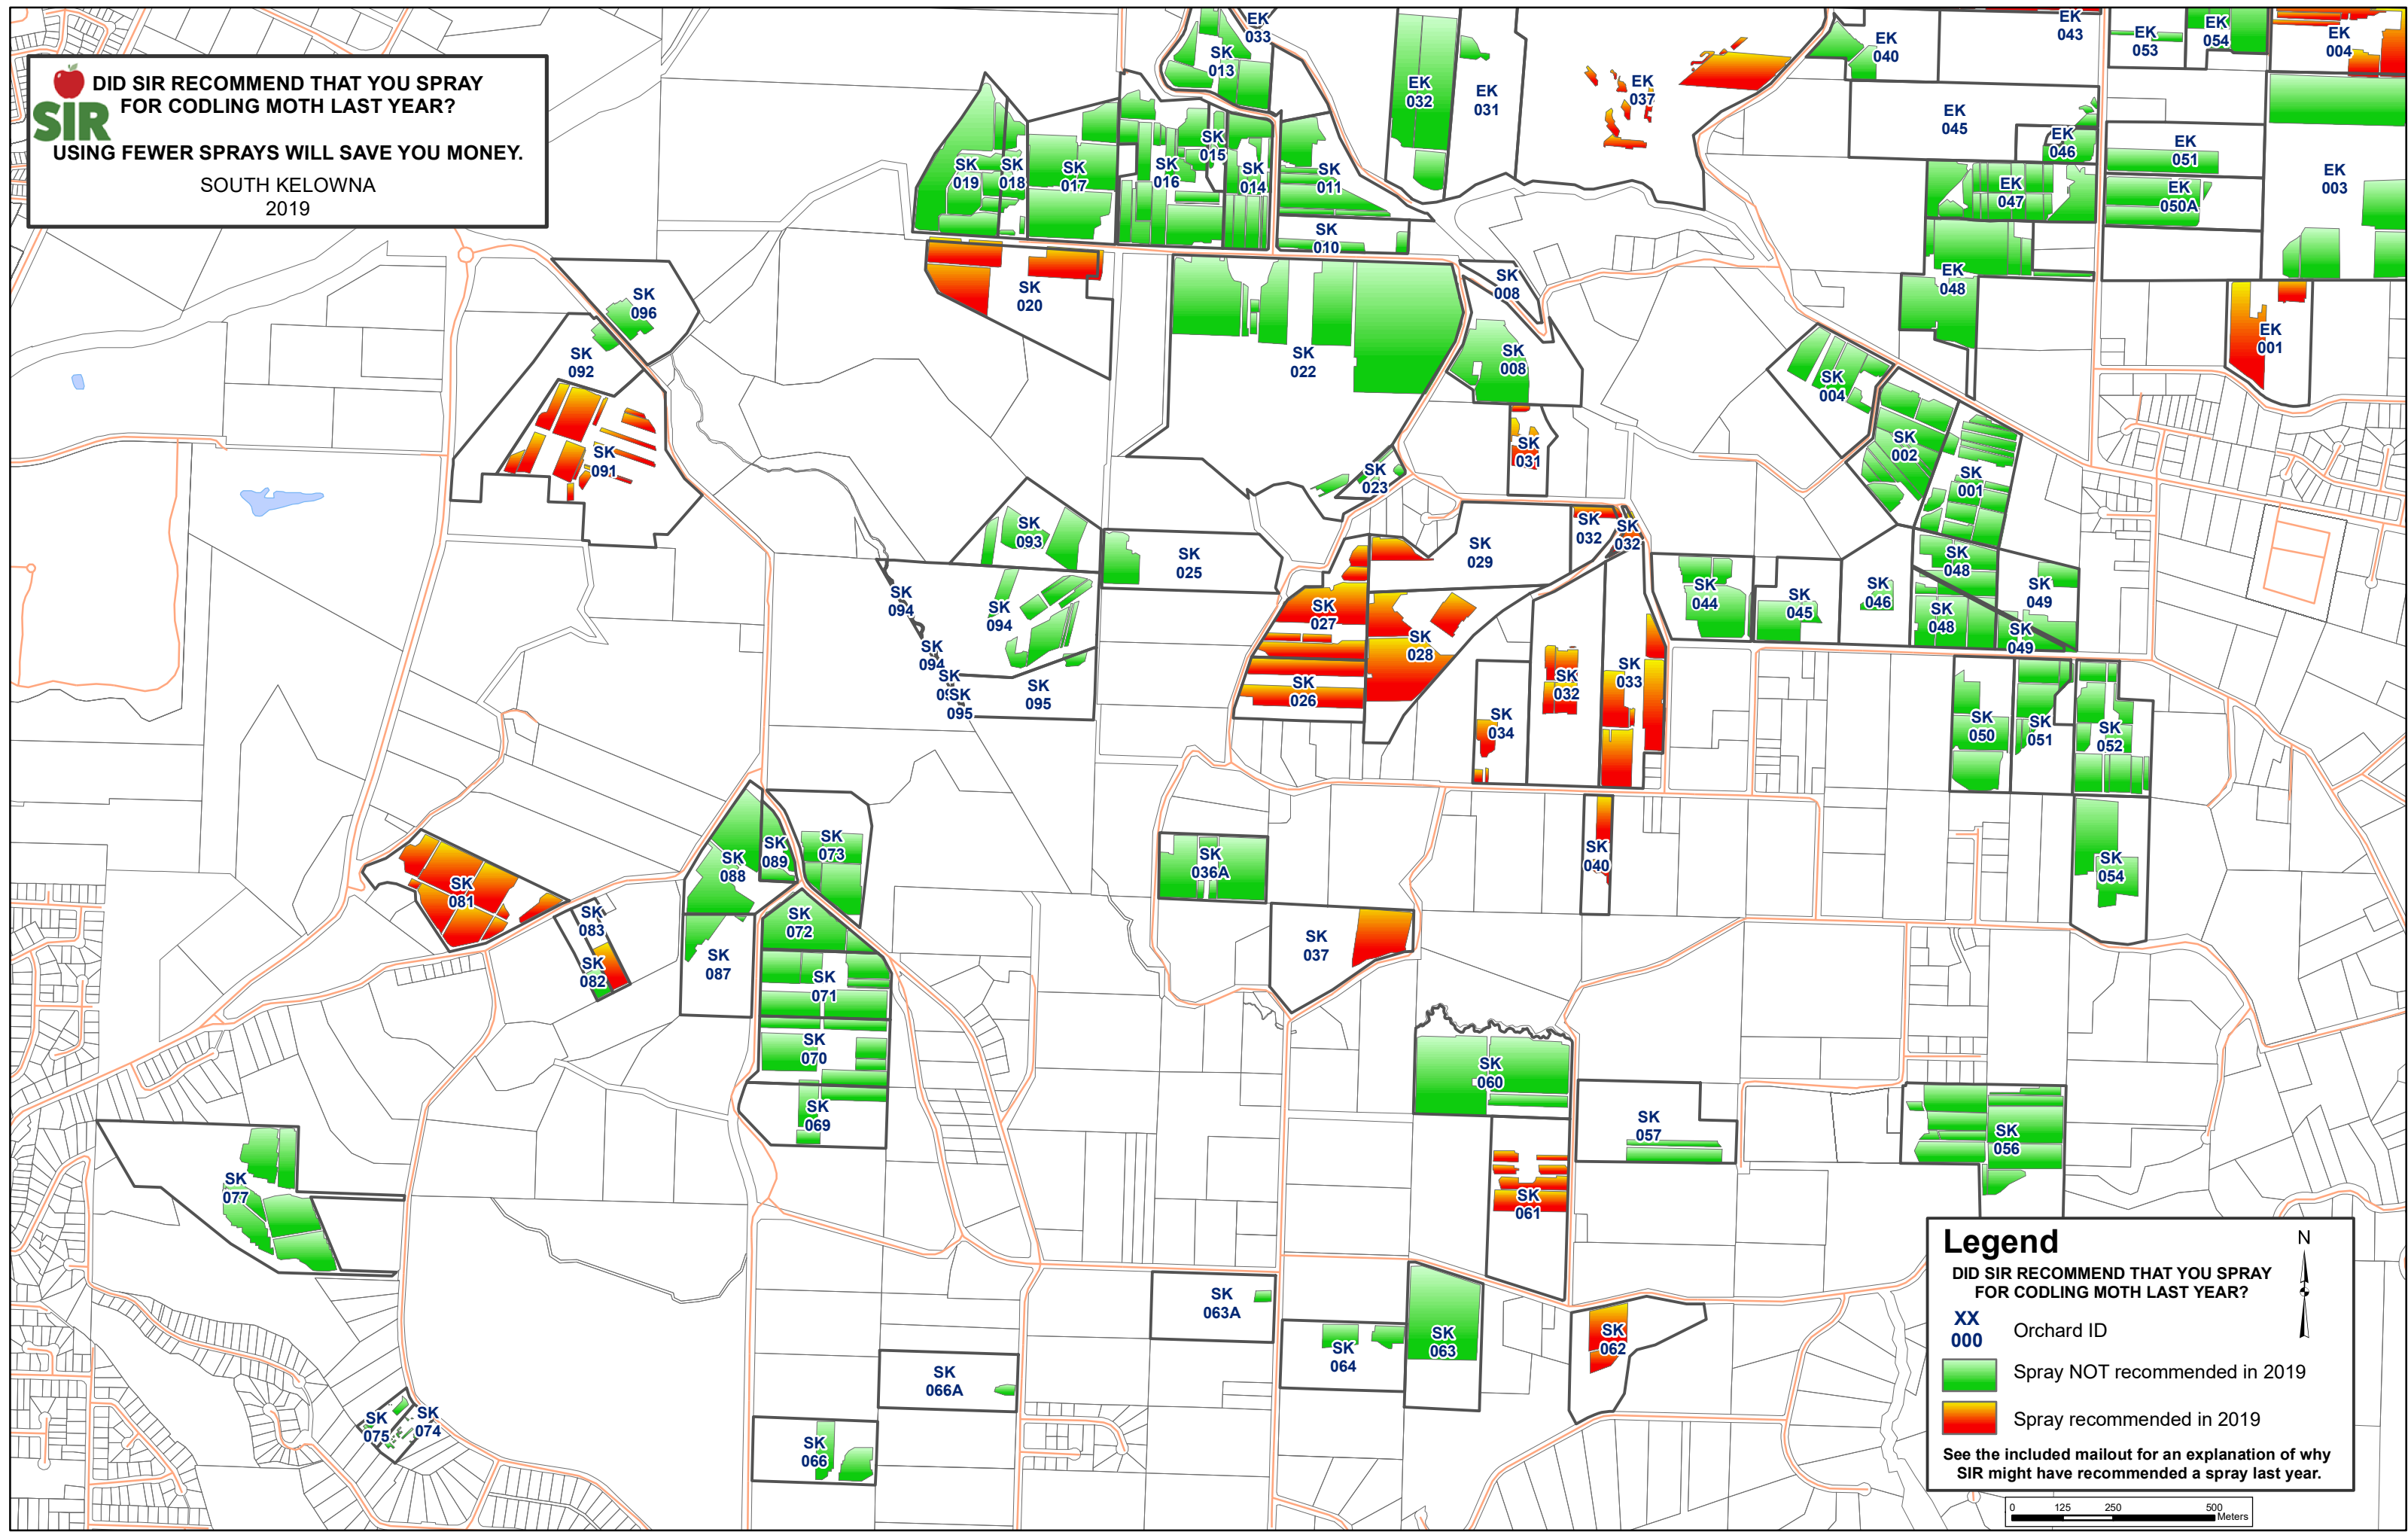 DID SIR RECOMMEND THAT YOU SPRAY
FOR CODLING MOTH LAST YEAR?
SIR
USING FEWER SPRAYS WILL SAVE YOU MONEY.
SOUTH KELOWNA
2019
EK
033
SK
013
EK
032
EK
031
EK
037
EK
040
EK
043
EK
053
EK
054
EK
004
EK
045
EK
046
EK
051
EK
003
EK
047
EK
050A
SK
019
SK
018
SK
017
SK
016
SK
015
SK
014
SK
011
SK
010
SK
020
SK
008
EK
048
EK
001
SK
096
SK
092
SK
022
SK
008
SK
004
SK
091
SK
031
SK
002
SK
023
SK
001
SK
093
SK
025
SK
029
SK
032
SK
032
SK
048
SK
094
SK
094
SK
027
SK
044
SK
045
SK
046
SK
049
SK
048
SK
049
SK
094
SK
028
SK
095
SK
095
SK
026
SK
032
SK
033
SK
034
SK
050
SK
051
SK
052
SK
088
SK
089
SK
073
SK
036A
SK
040
SK
054
SK
081
SK
083
SK
072
SK
082
SK
087
SK
071
SK
037
SK
070
SK
060
SK
069
SK
057
SK
056
SK
077
SK
061
SK
063A
SK
064
SK
063
SK
062
SK
066A
SK
075
SK
074
SK
066
Legend
N
DID SIR RECOMMEND THAT YOU SPRAY
FOR CODLING MOTH LAST YEAR?
XX
000
Orchard ID
Spray NOT recommended in 2019
Spray recommended in 2019
See the included mailout for an explanation of why
SIR might have recommended a spray last year.
0 125 250 500
Meters